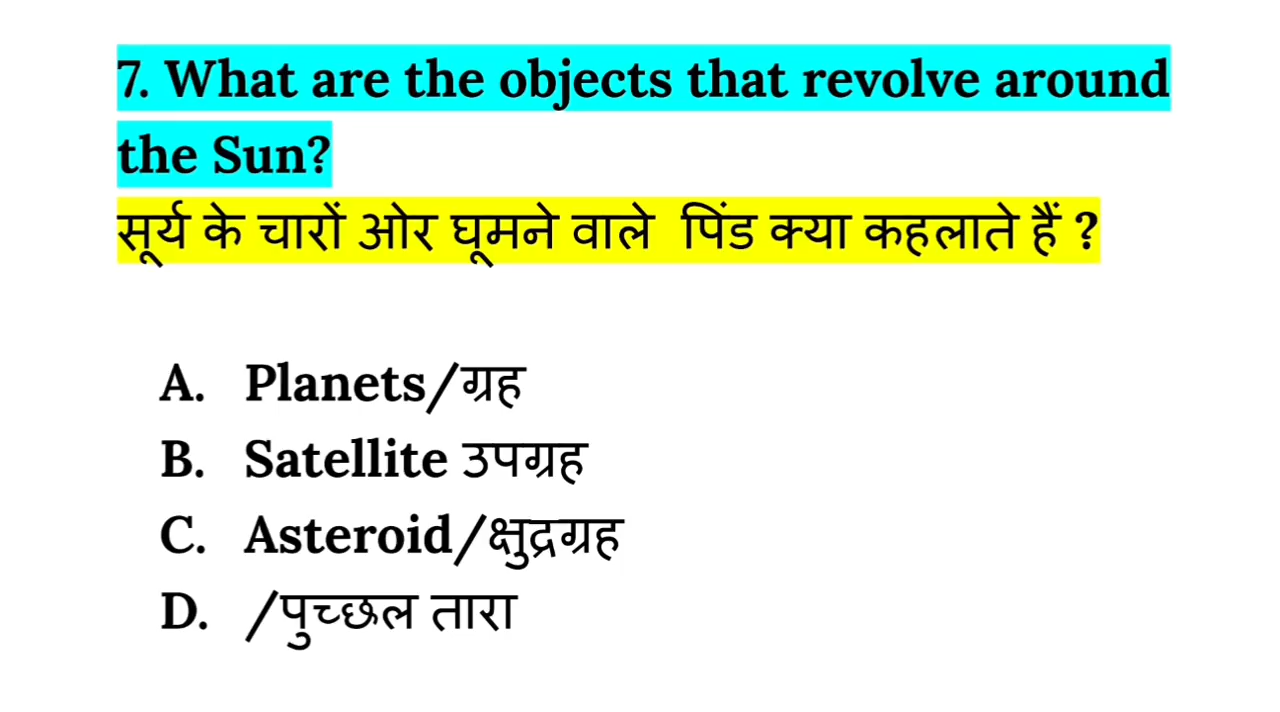 7. What are the objects that revolve around
the Sun?
सूर्य के चारों ओर घूमने वाले  पिंड क्या कहलाते हैं ?
A. Planets/ग्रह
B. Satellite उपग्रह
C. Asteroid/क्षुद्रग्रह
D. /पुच्छल तारा